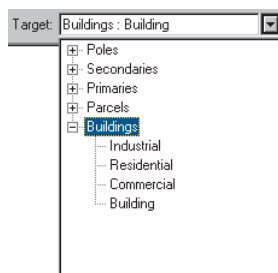 Target: Buildings : Building
Poles
Secondaries
Primaries
Parcels
Buildings
Industrial
Residential
Commercial
Building